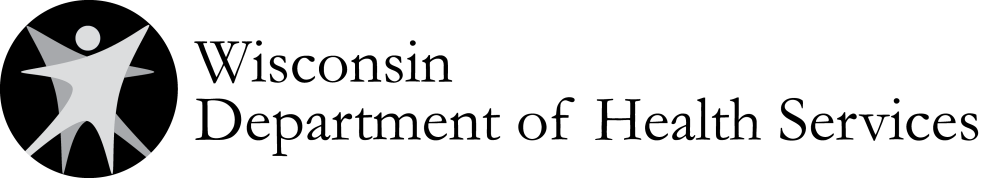 Wisconsin
Department of Health Services